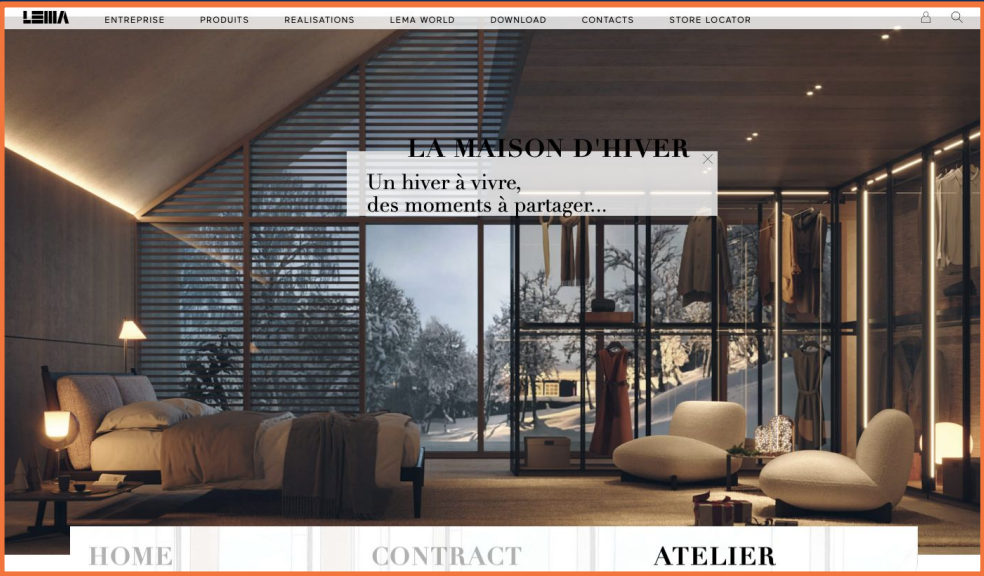 LEMA
ENTREPRISE PRODUITS REALISATIONS LEMA WORLD DOWNLOAD CONTACTS STORE LOCATOR
LA MAISON D'HIVER
Un hiver à vivre,
des moments à partager...
HOME CONTRACT ATELIER